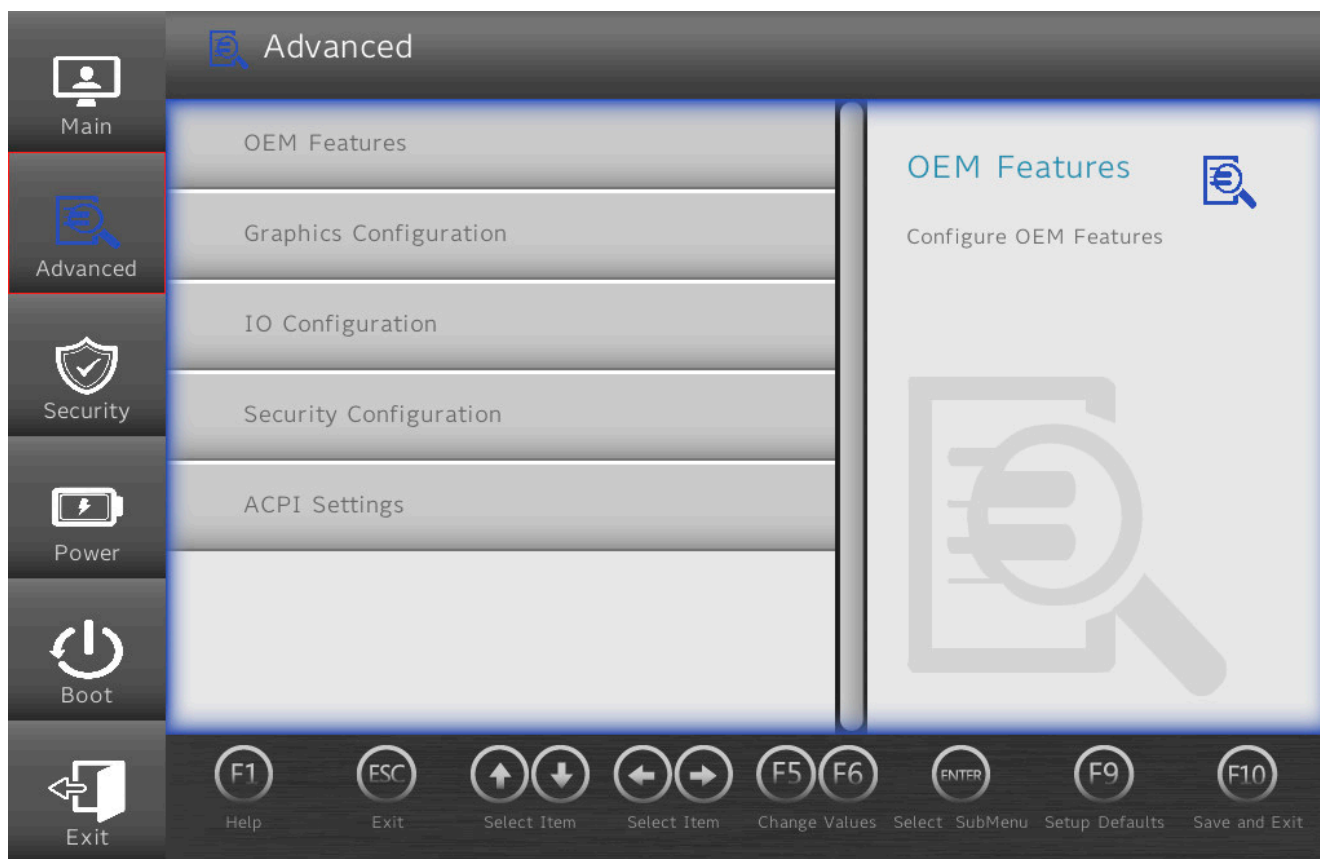 Advanced
Main
Advanced
Security
Power
Boot
Exit
OEM Features
Graphics Configuration
IO Configuration
Security Configuration
ACPI Settings
OEM Features
Configure OEM Features
F1
ESC
F5
F6
ENTER
F9
F10
Help
Exit
Select Item
Select Item
Change Values
Select SubMenu
Setup Defaults
Save and Exit